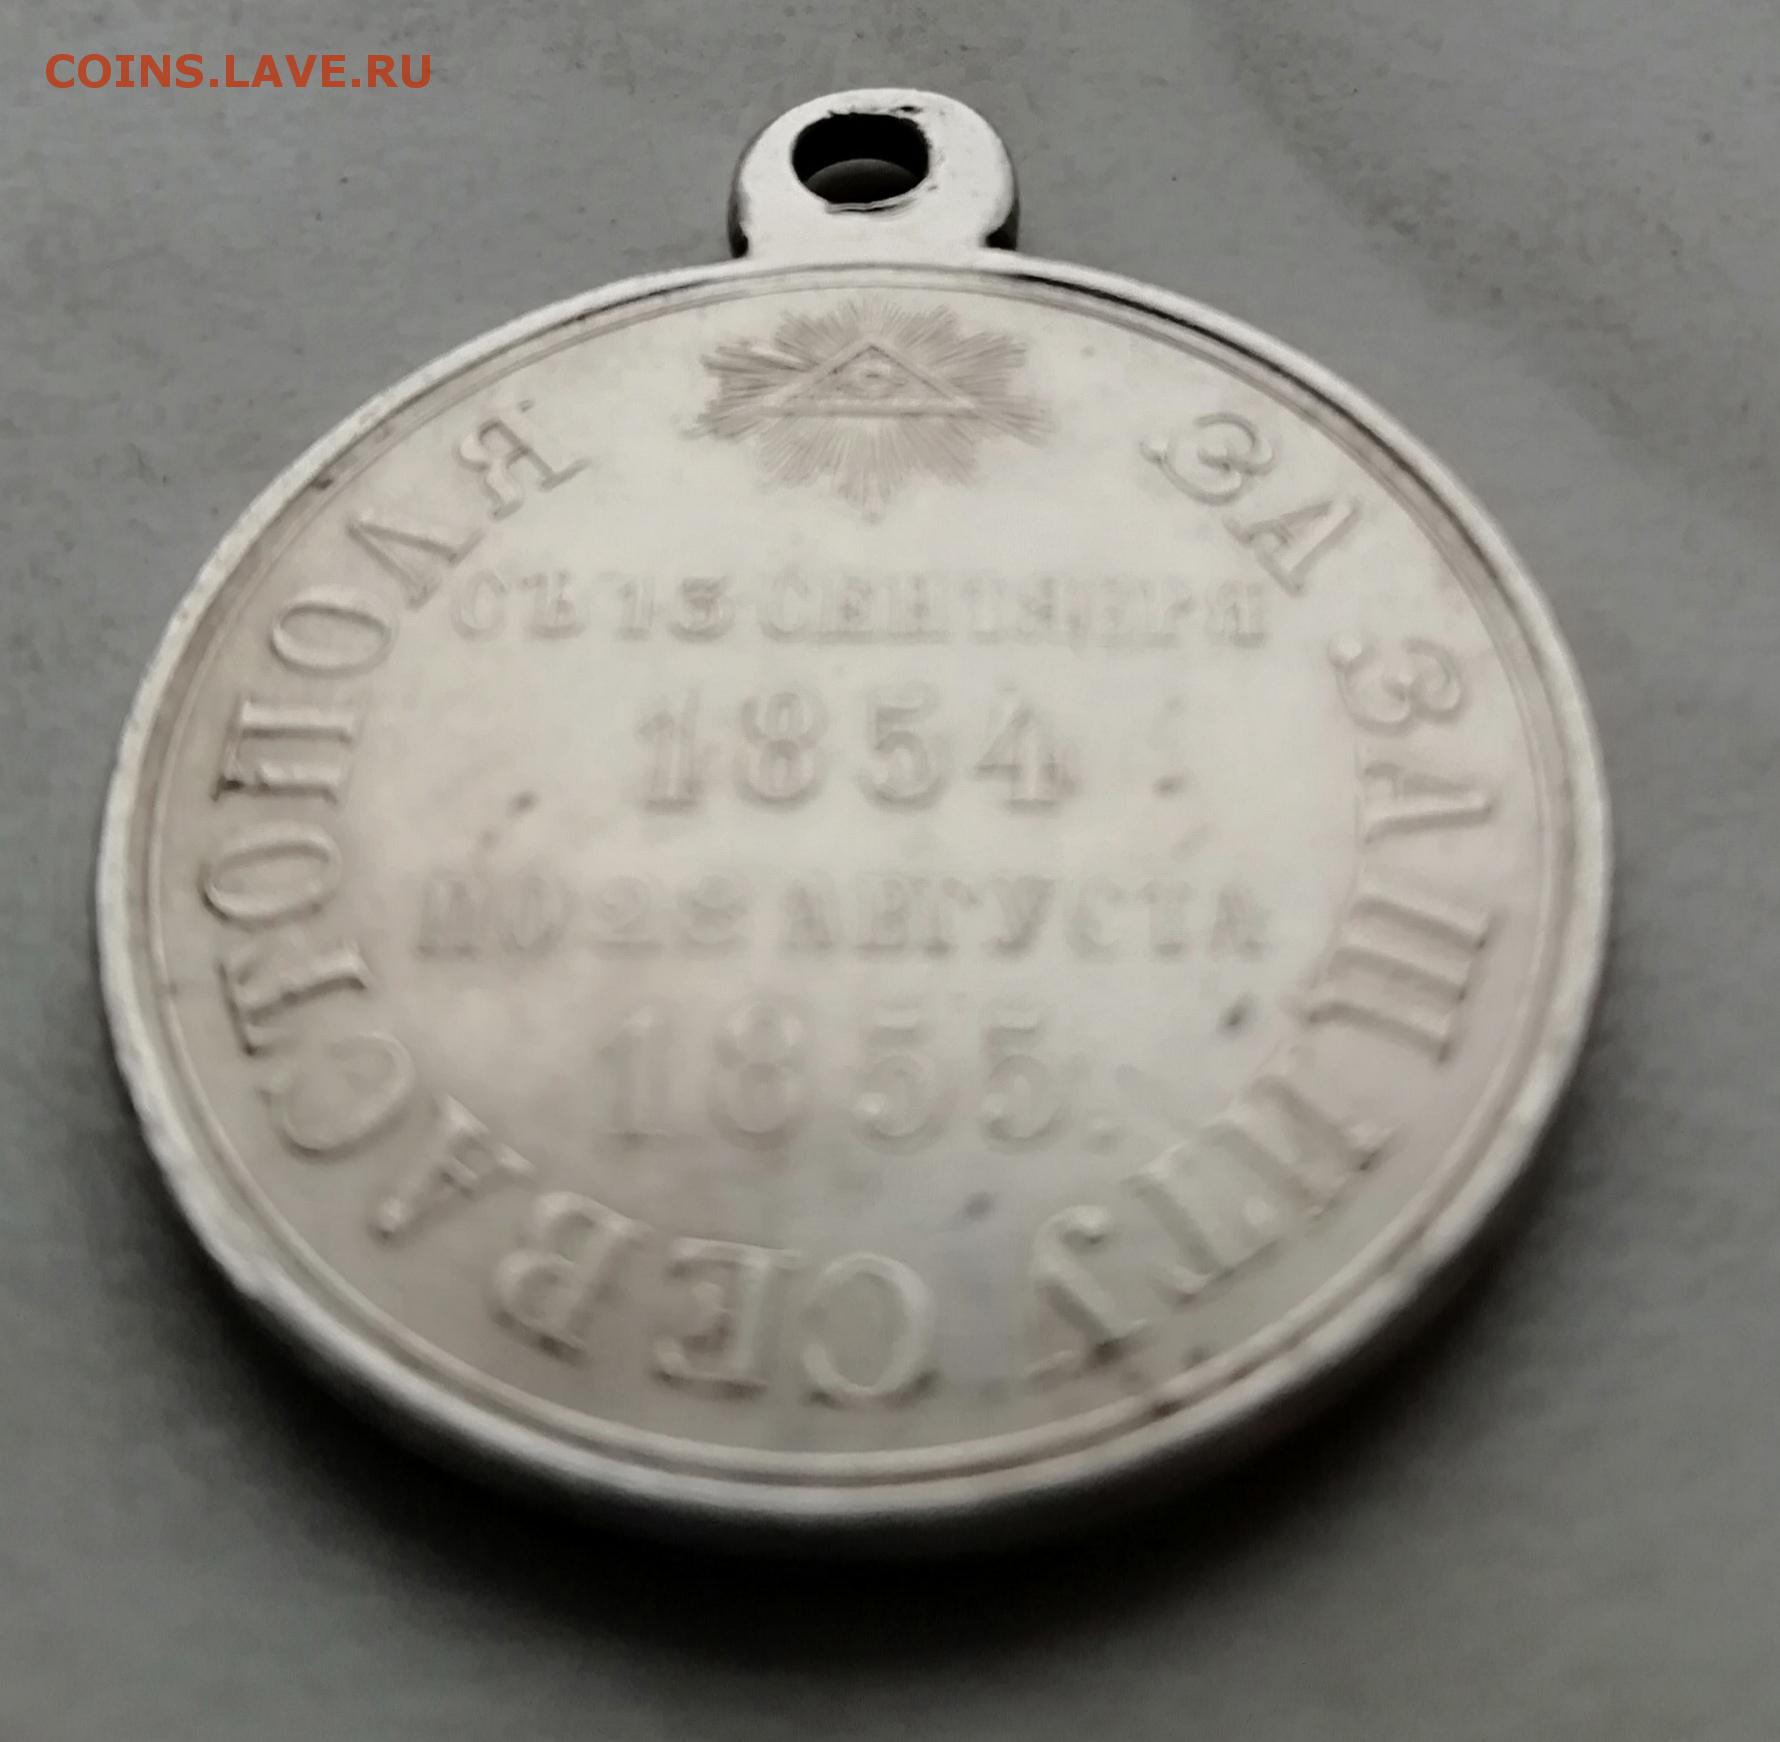 COINS.LAVE.RU
ЗА ЗАЩИТУ СЕВАСТОПОЛЯ
СЪ 13 СЕНТЯБРЯ
1854
ПО 28 АВГУСТА
1855.